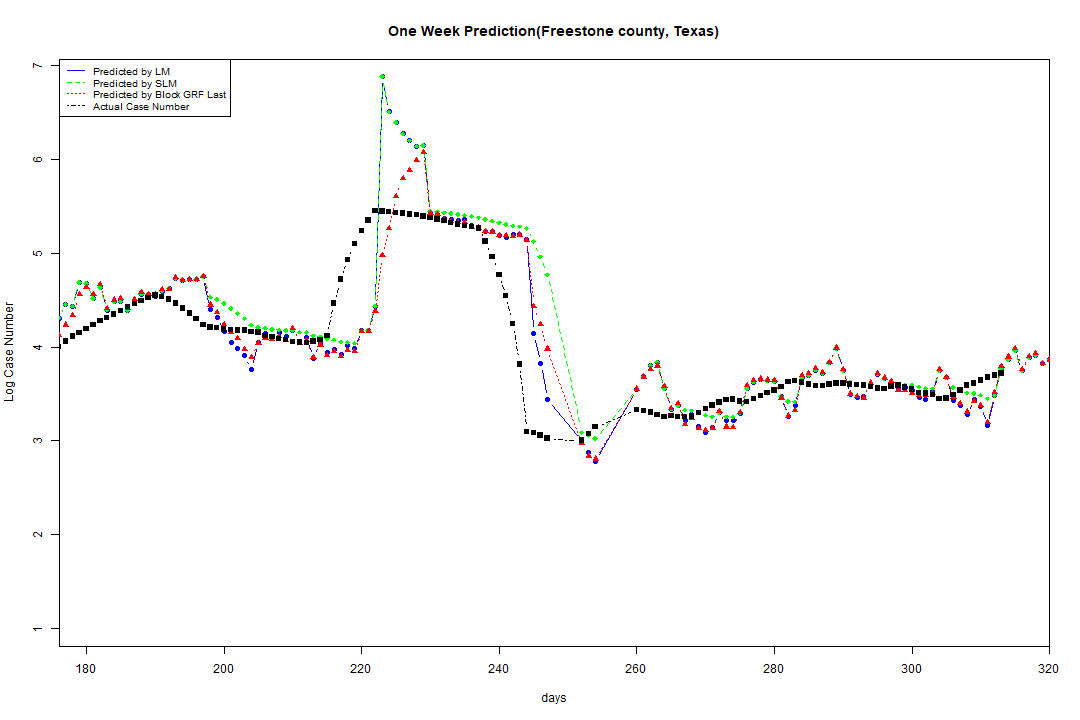 One Week Prediction(Freestone county, Texas)
Predicted by LM
Predicted by SLM
Predicted by Block GRF Last
Actual Case Number
Log Case Number
7
6
5
4
3
2
1
180 200 220 240 260 280 300 320
days